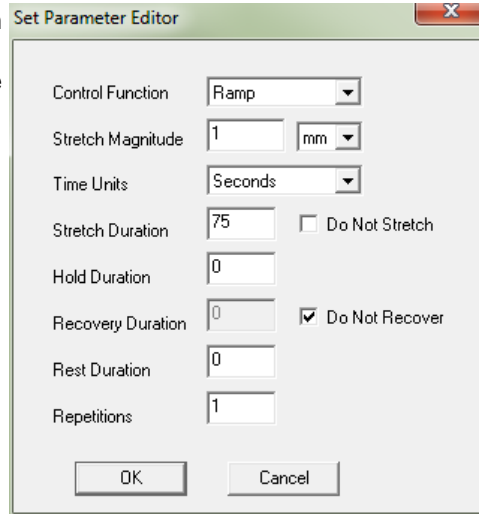 Set Parameter Editor
Control Function Ramp
Stretch Magnitude 1 mm
Time Units Seconds
Stretch Duration 75 Do Not Stretch
Hold Duration 0
Recovery Duration 0 Do Not Recover
Rest Duration 0
Repetitions 1
OK Cancel